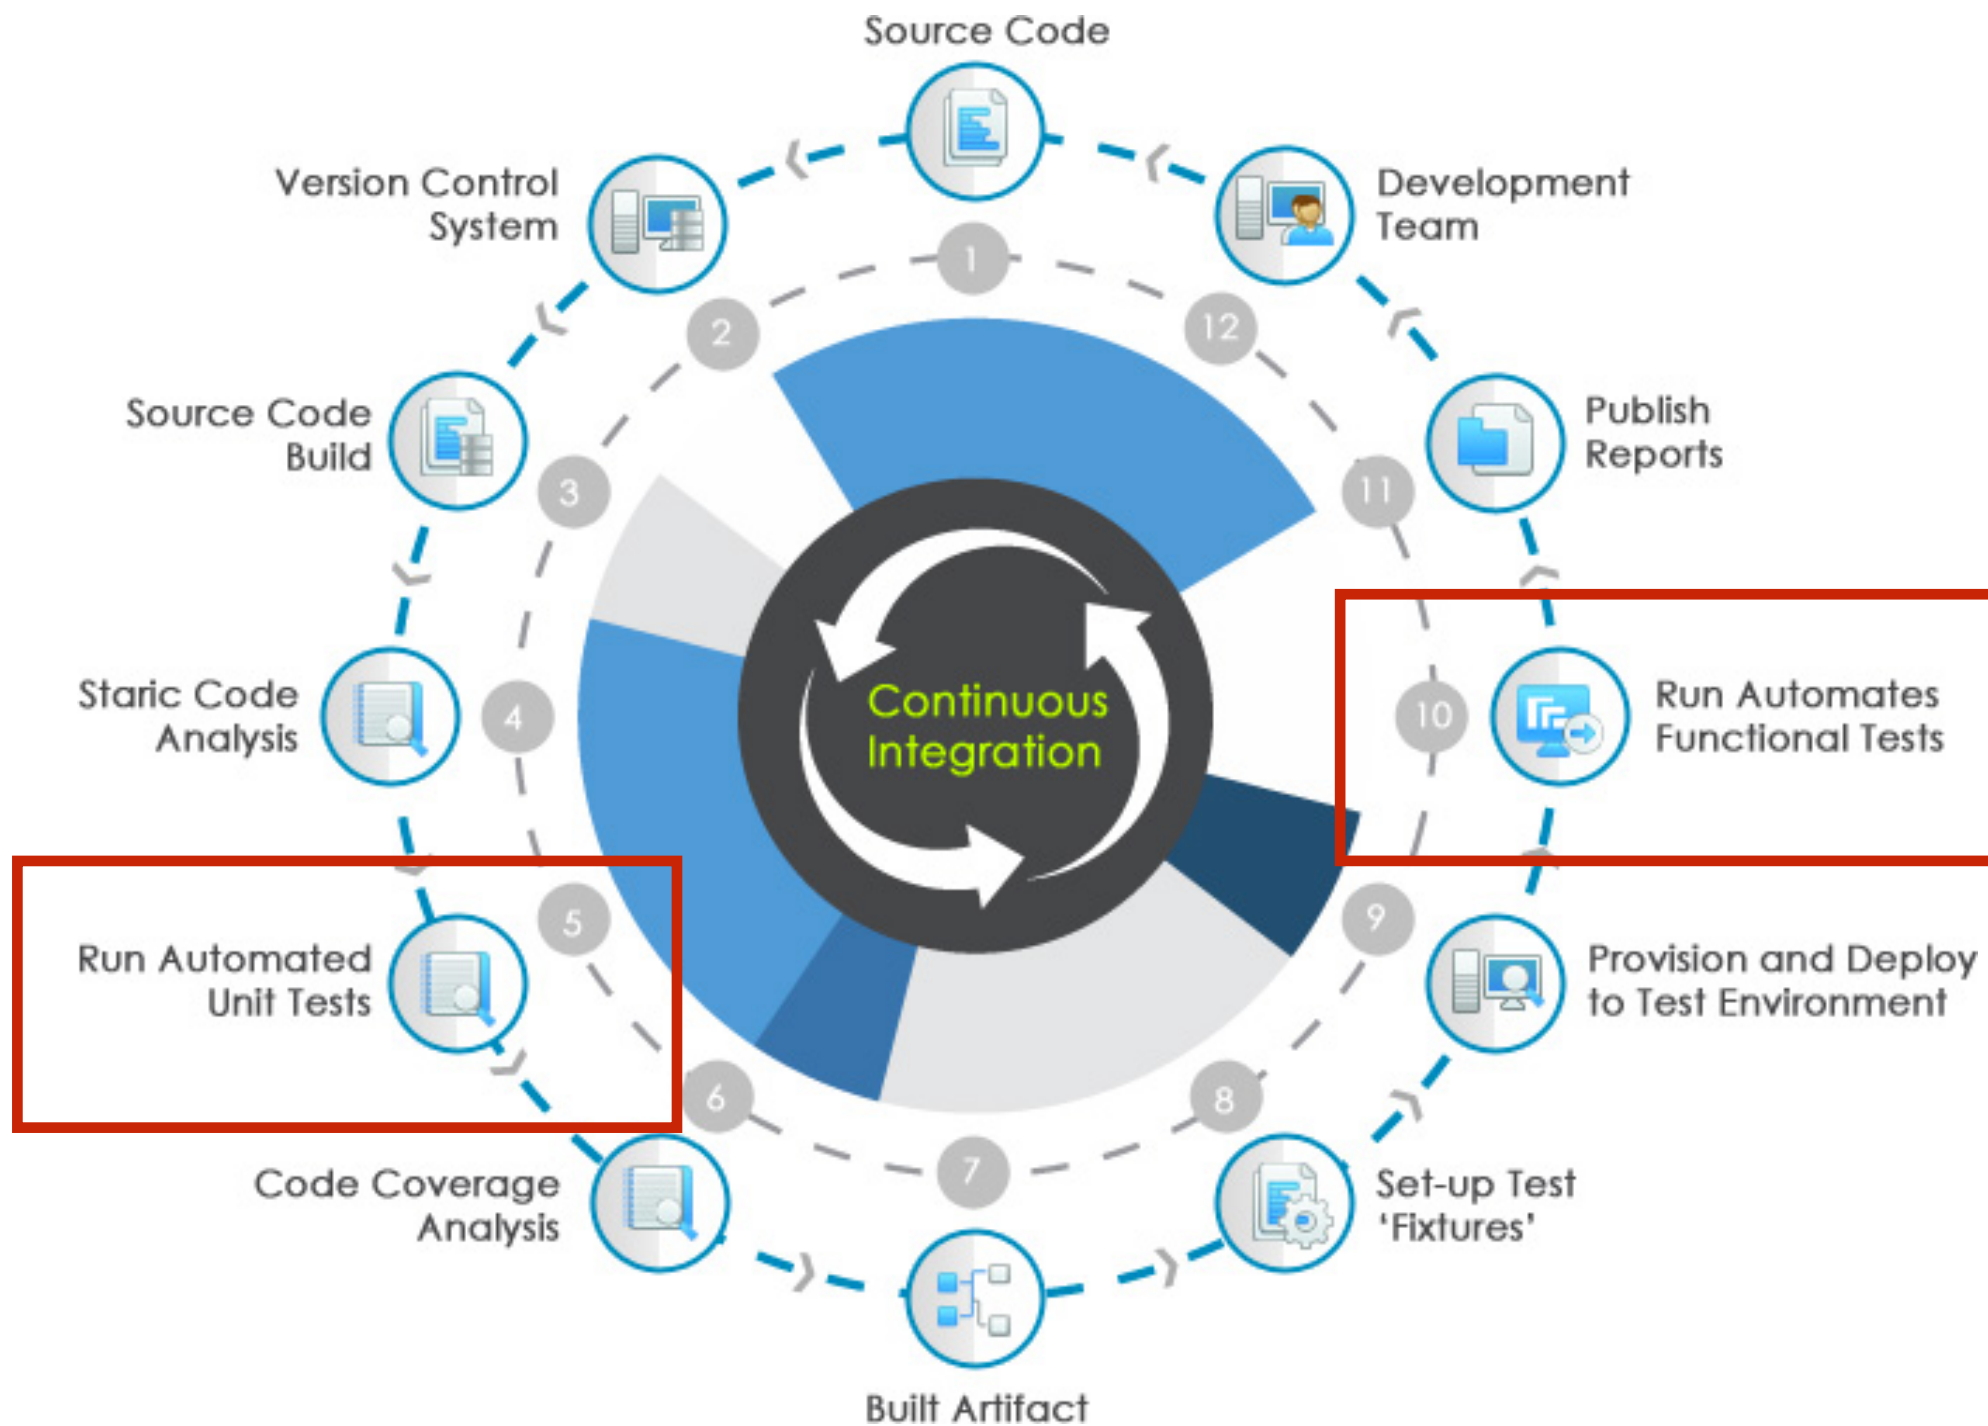 Source Code
Version Control
System
Development
Team
1
2
12
Source Code
Build
Publish
Reports
3
11
Staric Code
Analysis
4
Continuous
Integration
10
Run Automates
Functional Tests
5
9
Run Automated
Unit Tests
Provision and Deploy
to Test Environment
6
8
7
Code Coverage
Analysis
Set-up Test
‘Fixtures’
Built Artifact